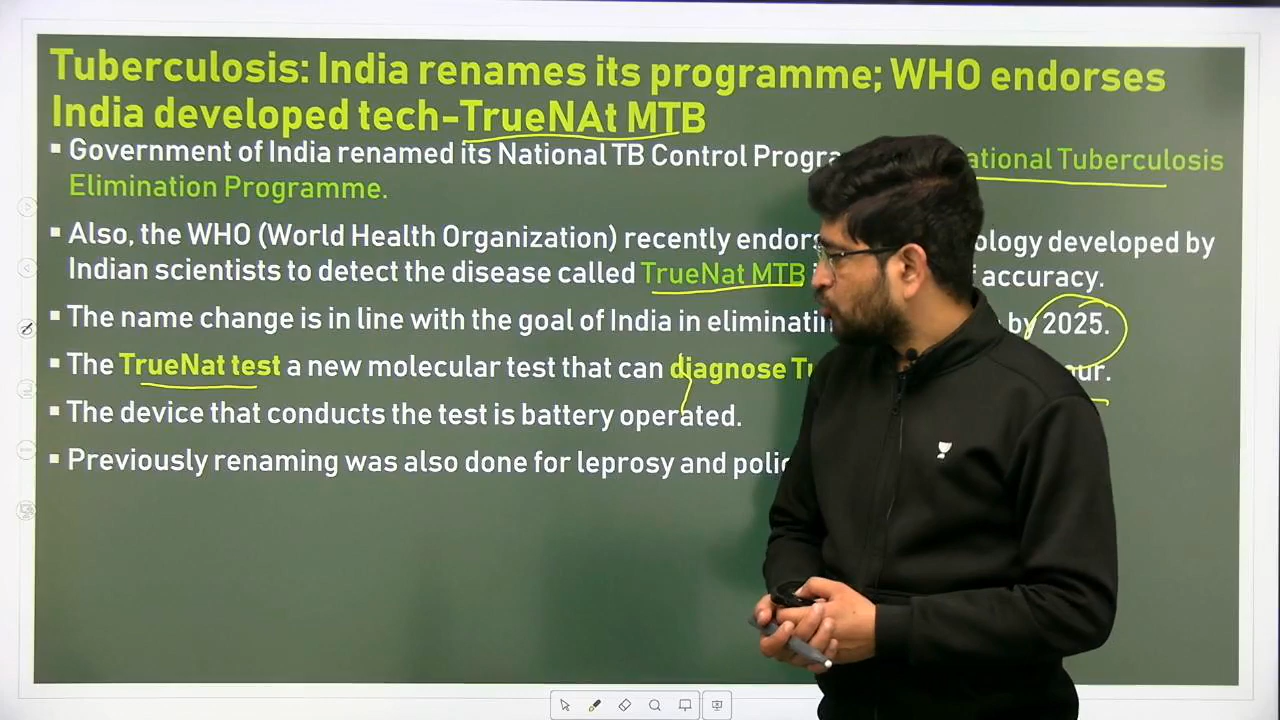 Tuberculosis: India renames its programme; WHO endorses
India developed tech-TrueNAt MTB
▪ Government of India renamed its National TB Control Progra ational Tuberculosis
Elimination Programme.
▪ Also, the WHO (World Health Organization) recently endors ology developed by
Indian scientists to detect the disease called TrueNat MTB f accuracy.
▪ The name change is in line with the goal of India in eliminatin by 2025.
▪ The TrueNat test a new molecular test that can diagnose Tu our.
▪ The device that conducts the test is battery operated.
▪ Previously renaming was also done for leprosy and polio